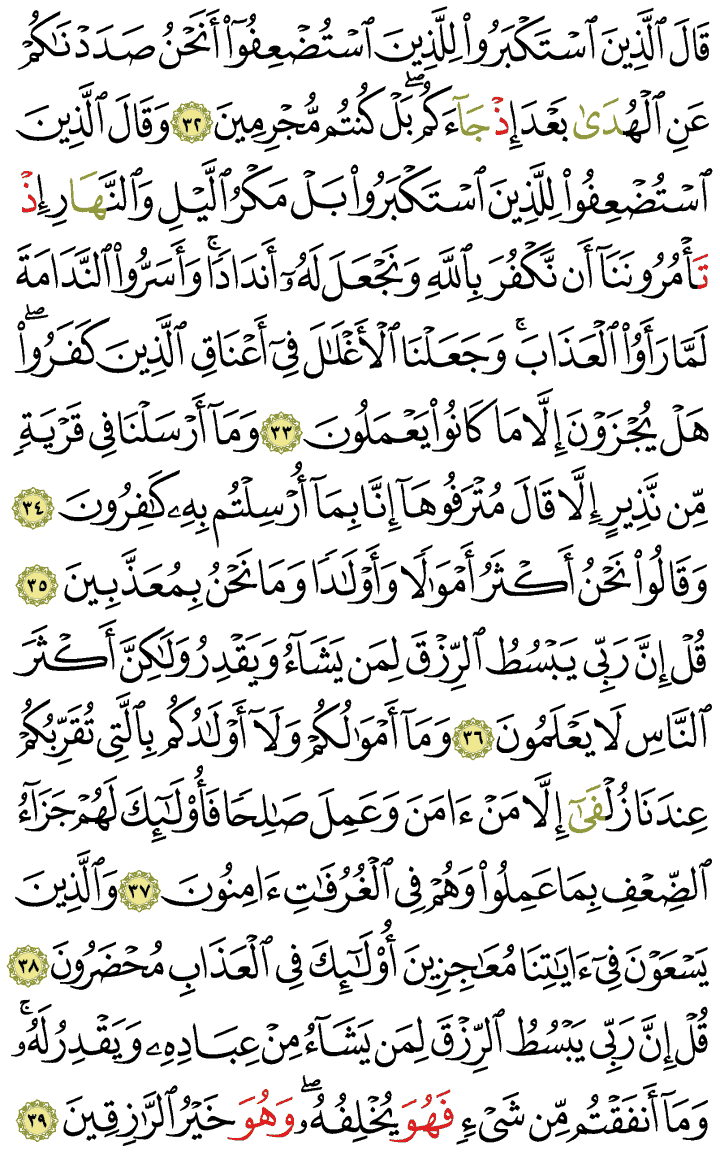 قَالَ ٱلَّذِينَ ٱسۡتَكۡبَرُواْ لِلَّذِينَ ٱسۡتُضۡعِفُوٓاْ أَنَحۡنُ صَدَدۡنَٰكُمۡ
عَنِ ٱلۡهُدَىٰ بَعۡدَ إِذۡ جَآءَكُمۖ بَلۡ كُنتُم مُّجۡرِمِينَ ٣٢ وَقَالَ ٱلَّذِينَ
ٱسۡتُضۡعِفُواْ لِلَّذِينَ ٱسۡتَكۡبَرُواْ بَلۡ مَكۡرُ ٱلَّيۡلِ وَٱلنَّهَارِ إِذۡ
تَأۡمُرُونَنَآ أَن نَّكۡفُرَ بِٱللَّهِ وَنَجۡعَلَ لَهُۥٓ أَندَادٗاۚ وَأَسَرُّواْ ٱلنَّدَامَةَ
لَمَّا رَأَوُاْ ٱلۡعَذَابَۚ وَجَعَلۡنَا ٱلۡأَغۡلَٰلَ فِيٓ أَعۡنَاقِ ٱلَّذِينَ كَفَرُواْۖ
هَلۡ يُجۡزَوۡنَ إِلَّا مَا كَانُواْ يَعۡمَلُونَ ٣٣ وَمَآ أَرۡسَلۡنَا فِي قَرۡيَةٖ
مِّن نَّذِيرٍ إِلَّا قَالَ مُتۡرَفُوهَآ إِنَّا بِمَآ أُرۡسِلۡتُم بِهِۦ كَٰفِرُونَ ٣٤
وَقَالُواْ نَحۡنُ أَكۡثَرُ أَمۡوَٰلٗا وَأَوۡلَٰدٗا وَمَا نَحۡنُ بِمُعَذَّبِينَ ٣٥
قُلۡ إِنَّ رَبِّي يَبۡسُطُ ٱلرِّزۡقَ لِمَن يَشَآءُ وَيَقۡدِرُ وَلَٰكِنَّ أَكۡثَرَ
ٱلنَّاسِ لَا يَعۡلَمُونَ ٣٦ وَمَآ أَمۡوَٰلُكُمۡ وَلَآ أَوۡلَٰدُكُم بِٱلَّتِي تُقَرِّبُكُمۡ
عِندَنَا زُلۡفَىٰٓ إِلَّا مَنۡ ءَامَنَ وَعَمِلَ صَٰلِحٗا فَأُوْلَٰٓئِكَ لَهُمۡ جَزَآءُ
ٱلضِّعۡفِ بِمَا عَمِلُواْ وَهُمۡ فِي ٱلۡغُرُفَٰتِ ءَامِنُونَ ٣٧ وَٱلَّذِينَ
يَسۡعَوۡنَ فِيٓ ءَايَٰتِنَا مُعَٰجِزِينَ أُوْلَٰٓئِكَ فِي ٱلۡعَذَابِ مُحۡضَرُونَ ٣٨
قُلۡ إِنَّ رَبِّي يَبۡسُطُ ٱلرِّزۡقَ لِمَن يَشَآءُ مِنۡ عِبَادِهِۦ وَيَقۡدِرُ لَهُۥۚ
وَمَآ أَنفَقۡتُم مِّن شَيۡءٖ فَهُوَ يُخۡلِفُهُۥۖ وَهُوَ خَيۡرُ ٱلرَّٰزِقِينَ ٣٩